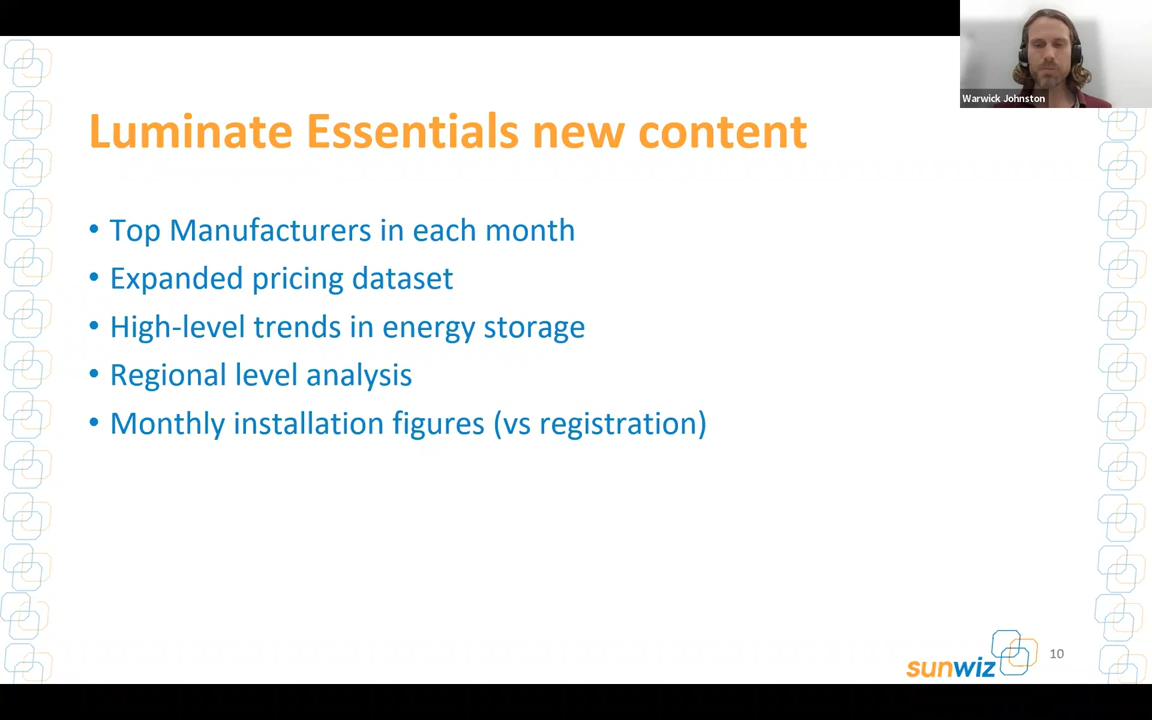 Warwick Johnston
Luminate Essentials new content
• Top Manufacturers in each month
• Expanded pricing dataset
• High-level trends in energy storage
• Regional level analysis
• Monthly installation figures (vs registration)
sunwiz
10